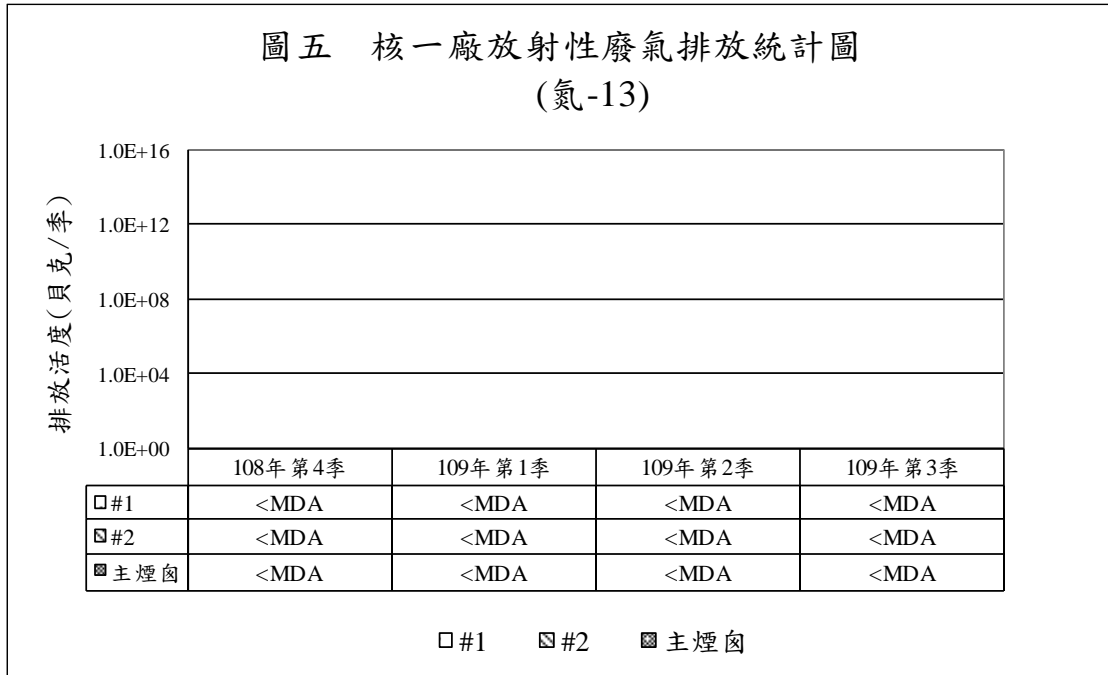 圖五 核一廠放射性廢氣排放統計圖
(氮-13)
排放活度(貝克/季)
1.0E+16
1.0E+12
1.0E+08
1.0E+04
1.0E+00
108年第4季 109年第1季 109年第2季 109年第3季
#1 <MDA <MDA <MDA <MDA
#2 <MDA <MDA <MDA <MDA
主煙囪 <MDA <MDA <MDA <MDA
#1 #2 主煙囪